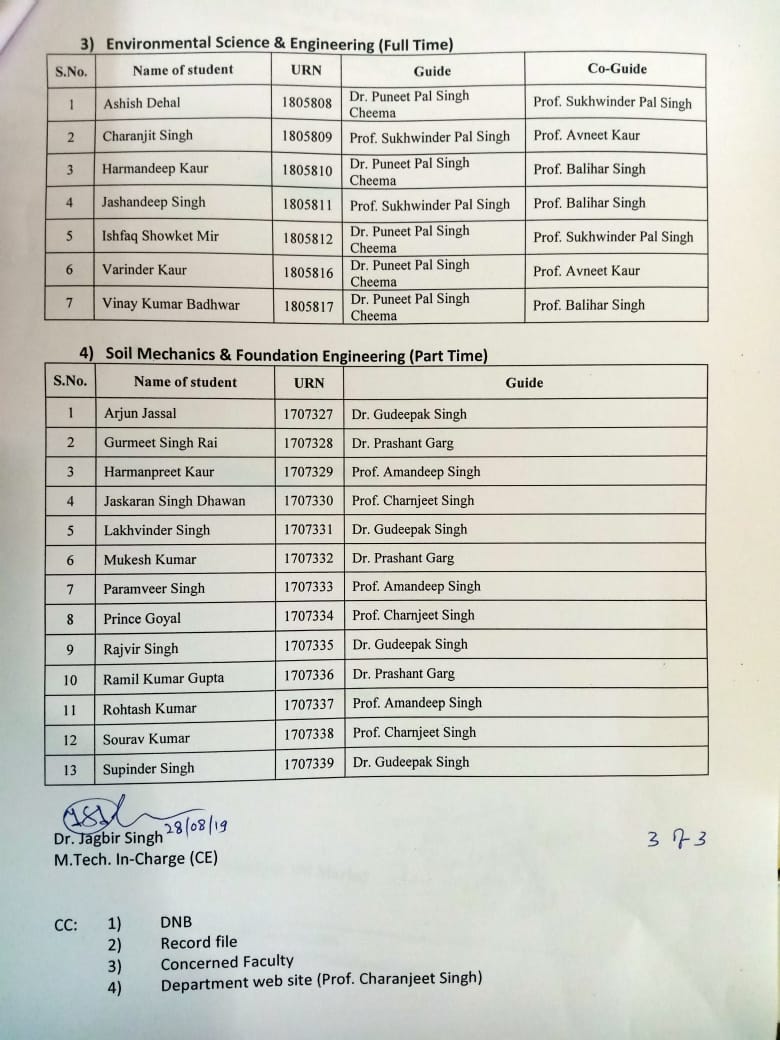 3) Environmental Science & Engineering (Full Time)
S.No. Name of student URN Guide Co-Guide
1 Ashish Dehal 1805808 Dr. Puneet Pal Singh Cheema Prof. Sukhwinder Pal Singh
2 Charanjit Singh 1805809 Prof. Sukhwinder Pal Singh Prof. Avneet Kaur
3 Harmandeep Kaur 1805810 Dr. Puneet Pal Singh Cheema Prof. Balihar Singh
4 Jashandeep Singh 1805811 Prof. Sukhwinder Pal Singh Prof. Balihar Singh
5 Ishfaq Showket Mir 1805812 Dr. Puneet Pal Singh Cheema Prof. Sukhwinder Pal Singh
6 Varinder Kaur 1805816 Dr. Puneet Pal Singh Cheema Prof. Avneet Kaur
7 Vinay Kumar Badhwar 1805817 Dr. Puneet Pal Singh Cheema Prof. Balihar Singh
4) Soil Mechanics & Foundation Engineering (Part Time)
S.No. Name of student URN Guide
1 Arjun Jassal 1707327 Dr. Gudeepak Singh
2 Gurmeet Singh Rai 1707328 Dr. Prashant Garg
3 Harmanpreet Kaur 1707329 Prof. Amandeep Singh
4 Jaskaran Singh Dhawan 1707330 Prof. Charnjeet Singh
5 Lakhvinder Singh 1707331 Dr. Gudeepak Singh
6 Mukesh Kumar 1707332 Dr. Prashant Garg
7 Paramveer Singh 1707333 Prof. Amandeep Singh
8 Prince Goyal 1707334 Prof. Charnjeet Singh
9 Rajvir Singh 1707335 Dr. Gudeepak Singh
10 Ramil Kumar Gupta 1707336 Dr. Prashant Garg
11 Rohtash Kumar 1707337 Prof. Amandeep Singh
12 Sourav Kumar 1707338 Prof. Charnjeet Singh
13 Supinder Singh 1707339 Dr. Gudeepak Singh
28/08/19
Dr. Jagbir Singh
3 of 3
M.Tech. In-Charge (CE)
CC: 1) DNB
2) Record file
3) Concerned Faculty
4) Department web site (Prof. Charanjeet Singh)